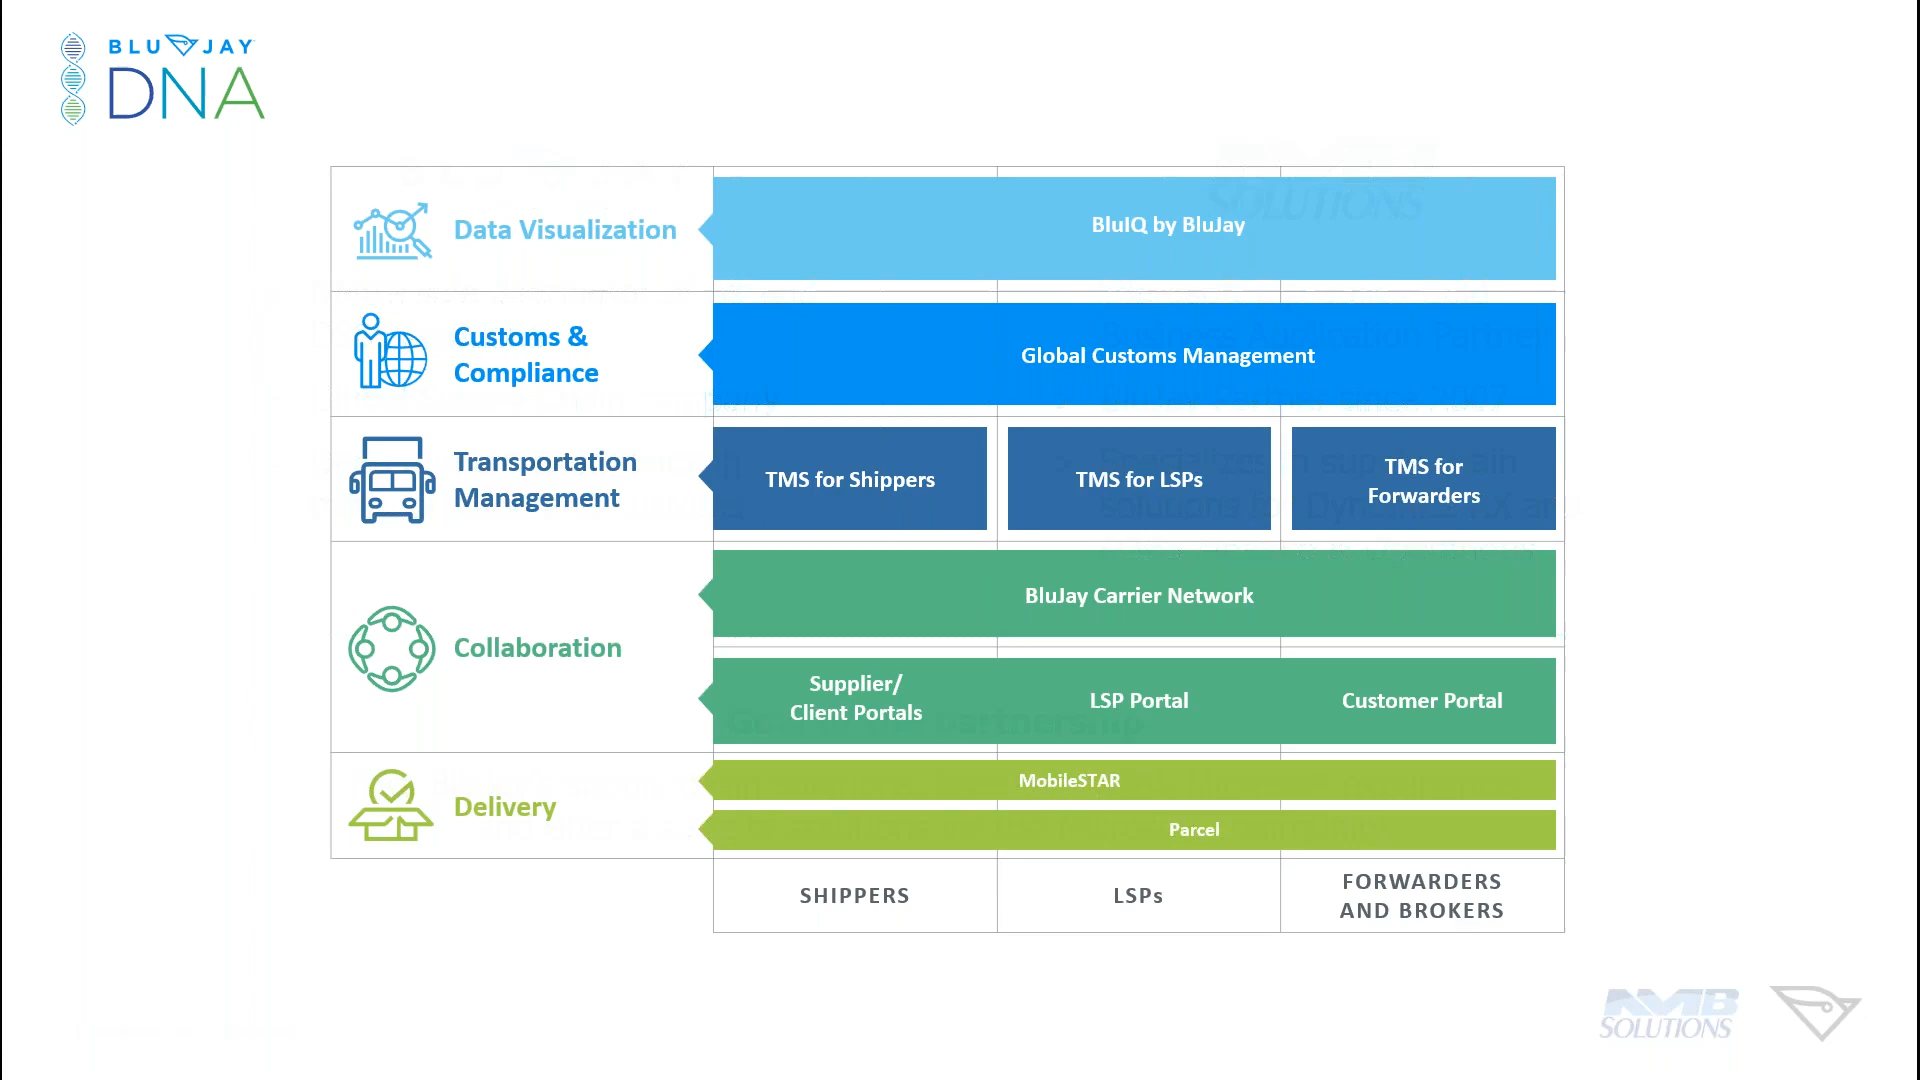 BLUJAY
DNA
Data Visualization
BluIQ by BluJay
Customs &
Compliance
Global Customs Management
Transportation
Management
TMS for Shippers
TMS for LSPs
TMS for
Forwarders
Collaboration
BluJay Carrier Network
Supplier/
Client Portals
LSP Portal
Customer Portal
Delivery
MobileSTAR
Parcel
SHIPPERS
LSPs
FORWARDERS
AND BROKERS
NMB
SOLUTIONS